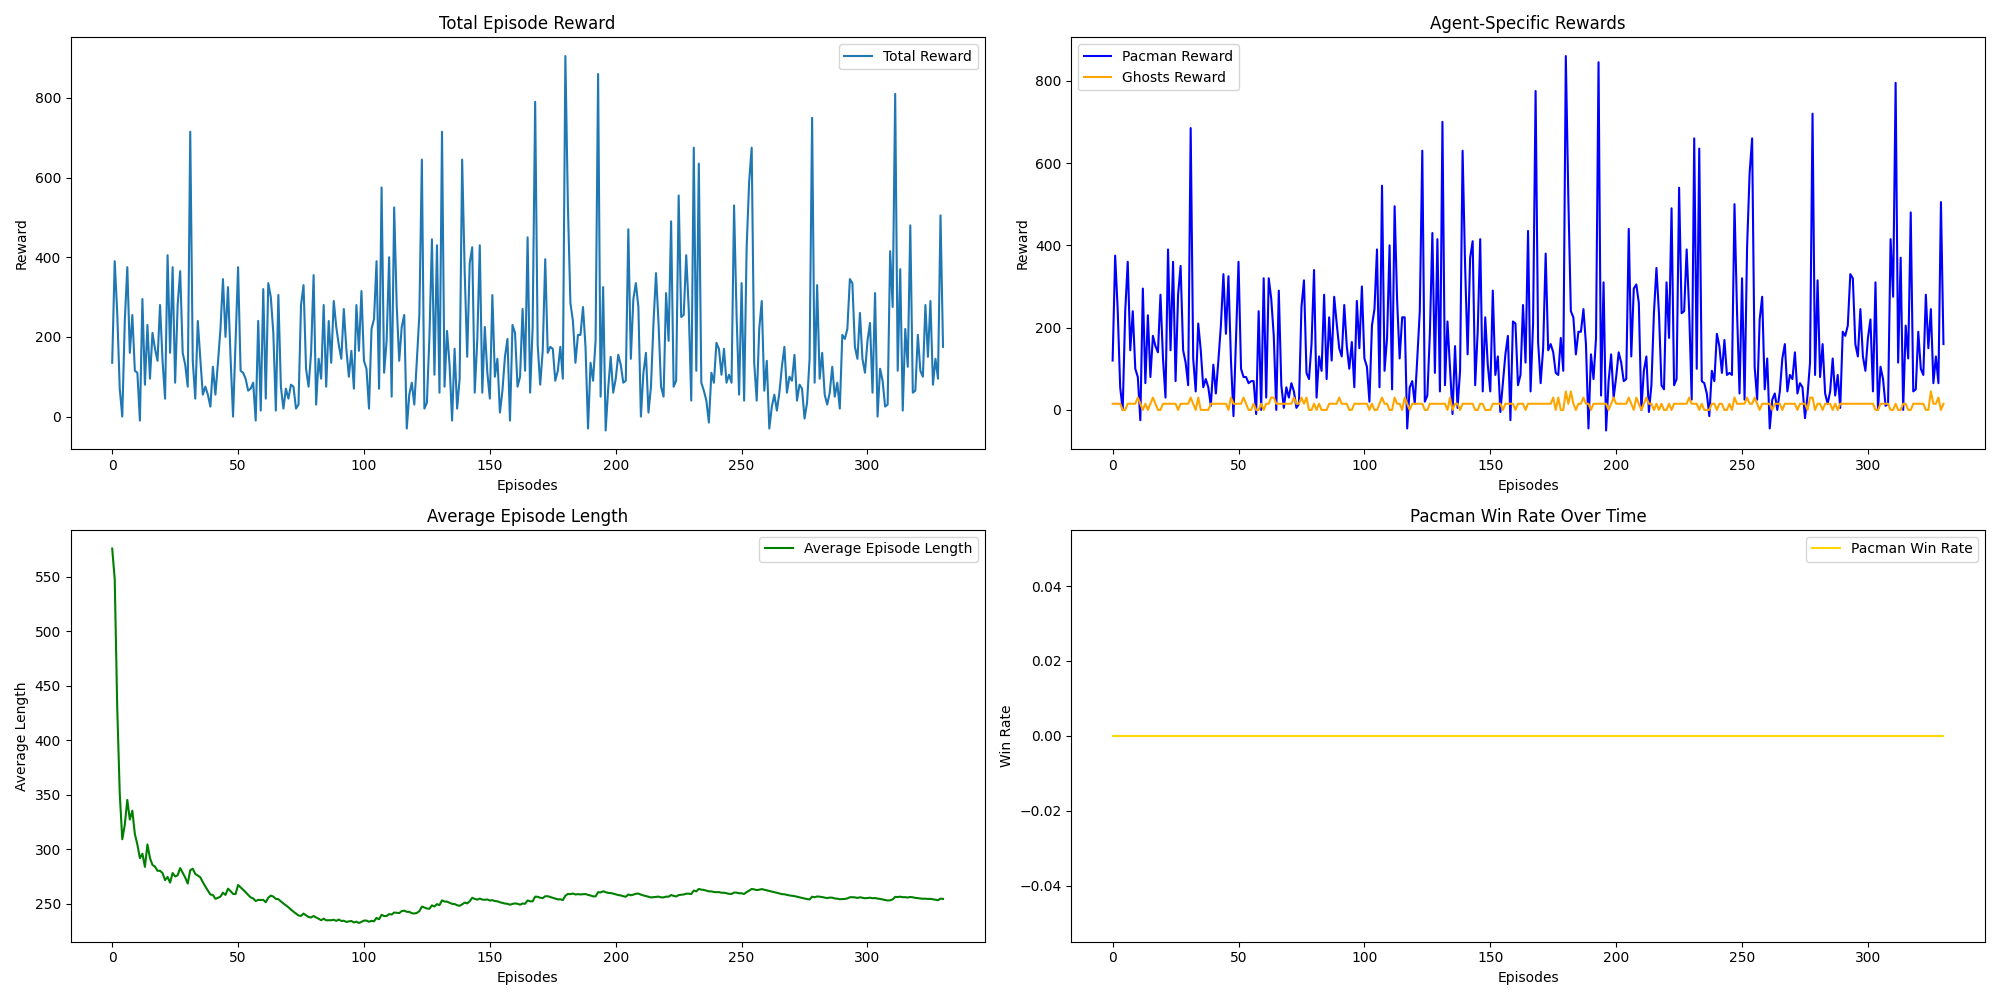 Total Episode Reward
Total Reward
800
600
400
200
0
Reward
0 50 100 150 200 250 300
Episodes
Agent-Specific Rewards
Pacman Reward
Ghosts Reward
800
600
400
200
0
Reward
0 50 100 150 200 250 300
Episodes
Average Episode Length
Average Episode Length
550
500
450
400
350
300
250
Average Length
0 50 100 150 200 250 300
Episodes
Pacman Win Rate Over Time
Pacman Win Rate
0.04
0.02
0.00
−0.02
−0.04
Win Rate
0 50 100 150 200 250 300
Episodes